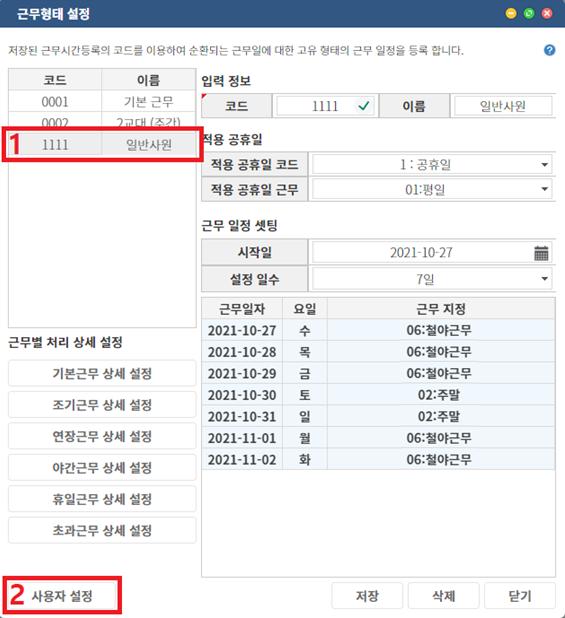 근무형태 설정
저장된 근무시간등록의 코드를 이용하여 순환되는 근무일에 대한 고유 형태의 근무 일정을 등록 합니다.
?
코드 이름
0001 기본 근무
0002 2교대 (주간)
1 1111 일반사원
입력 정보
코드 1111 이름 일반사원
적용 공휴일
적용 공휴일 코드 1 : 공휴일
적용 공휴일 근무 01:평일
근무 일정 셋팅
시작일 2021-10-27
설정 일수 7일
근무일자 요일 근무 지정
2021-10-27 수 06:철야근무
2021-10-28 목 06:철야근무
2021-10-29 금 06:철야근무
2021-10-30 토 02:주말
2021-10-31 일 02:주말
2021-11-01 월 06:철야근무
2021-11-02 화 06:철야근무
근무별 처리 상세 설정
기본근무 상세 설정
조기근무 상세 설정
연장근무 상세 설정
야간근무 상세 설정
휴일근무 상세 설정
초과근무 상세 설정
2 사용자 설정
저장 삭제 닫기